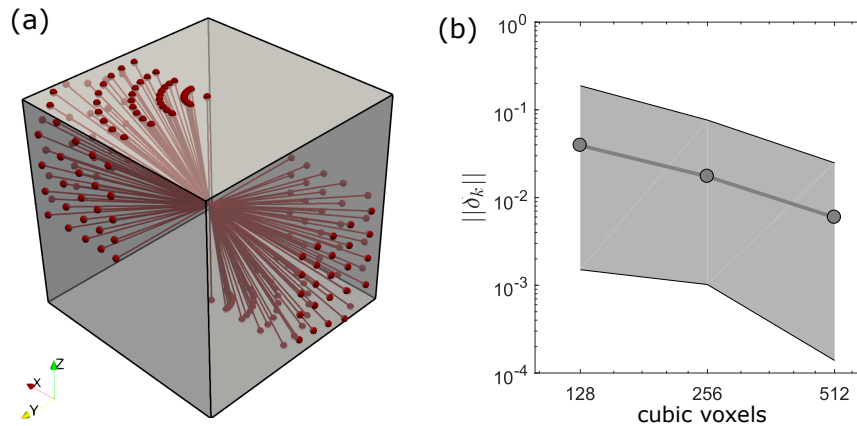 (a)
X
Y
Z
(b)
||δ_k||
10^0
10^-1
10^-2
10^-3
10^-4
128 256 512
cubic voxels